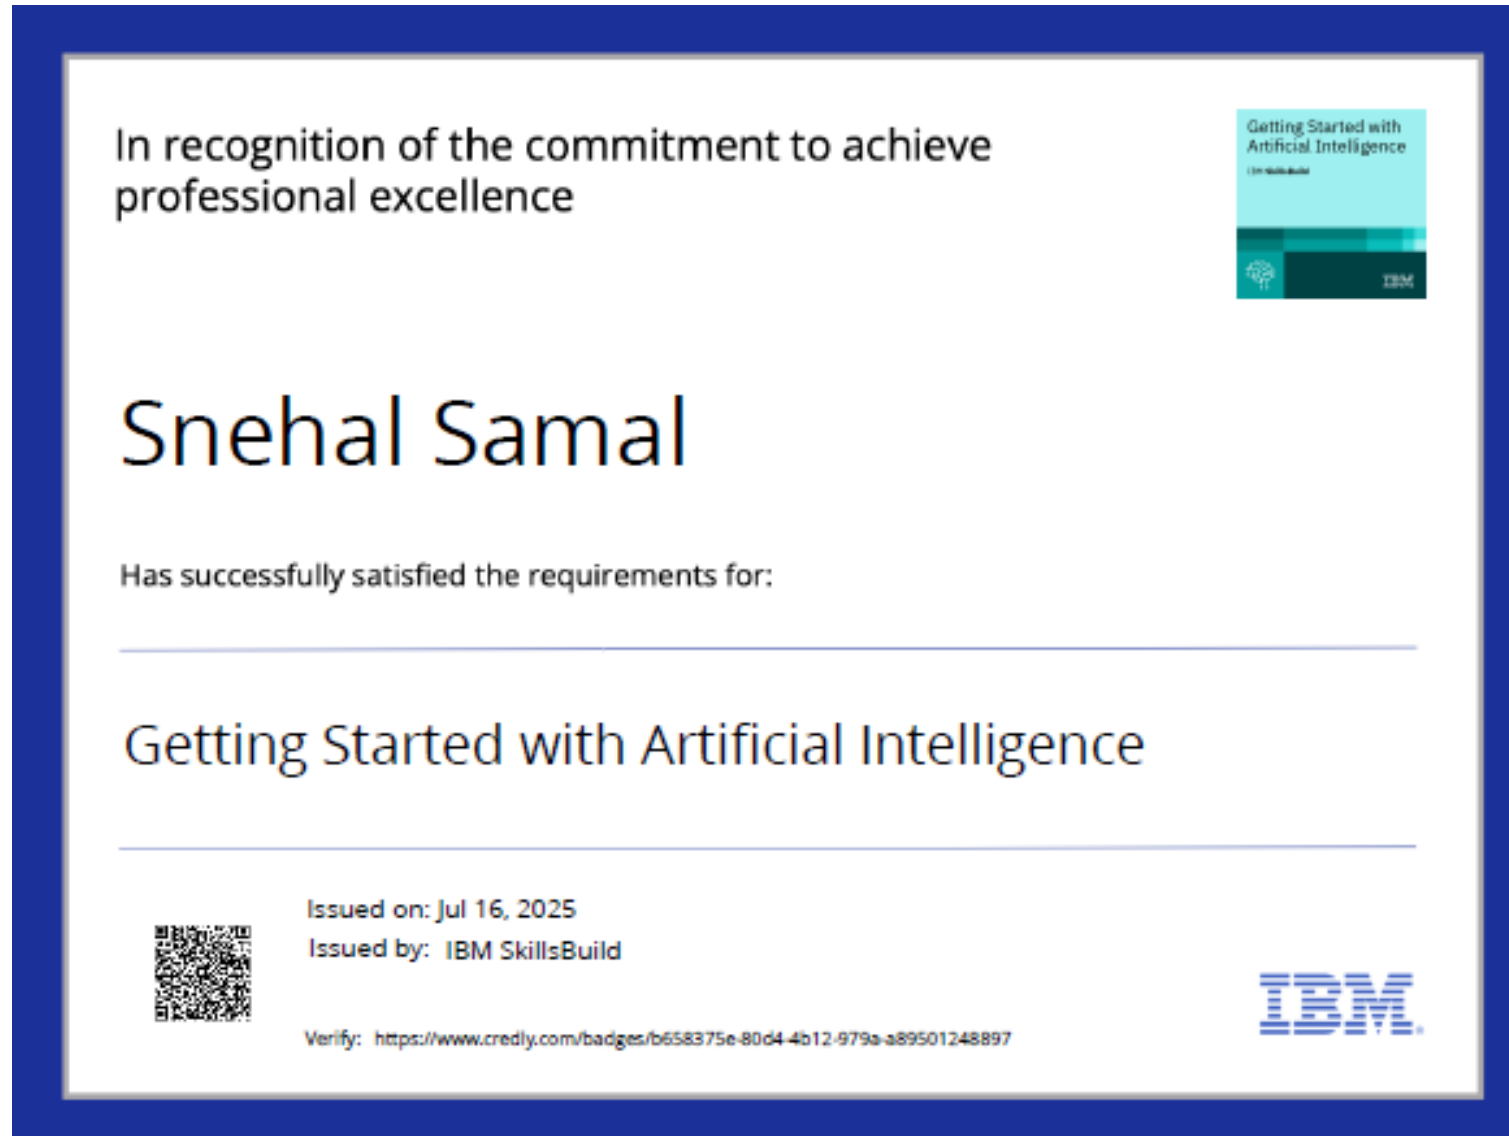 In recognition of the commitment to achieve
professional excellence
Getting Started with
Artificial Intelligence
IBM SkillsBuild
IBM
Snehal Samal
Has successfully satisfied the requirements for:
Getting Started with Artificial Intelligence
Issued on: Jul 16, 2025
Issued by: IBM SkillsBuild
IBM.
Verify: https://www.credly.com/badges/b658375e-80d4-4b12-979a-a89501248897